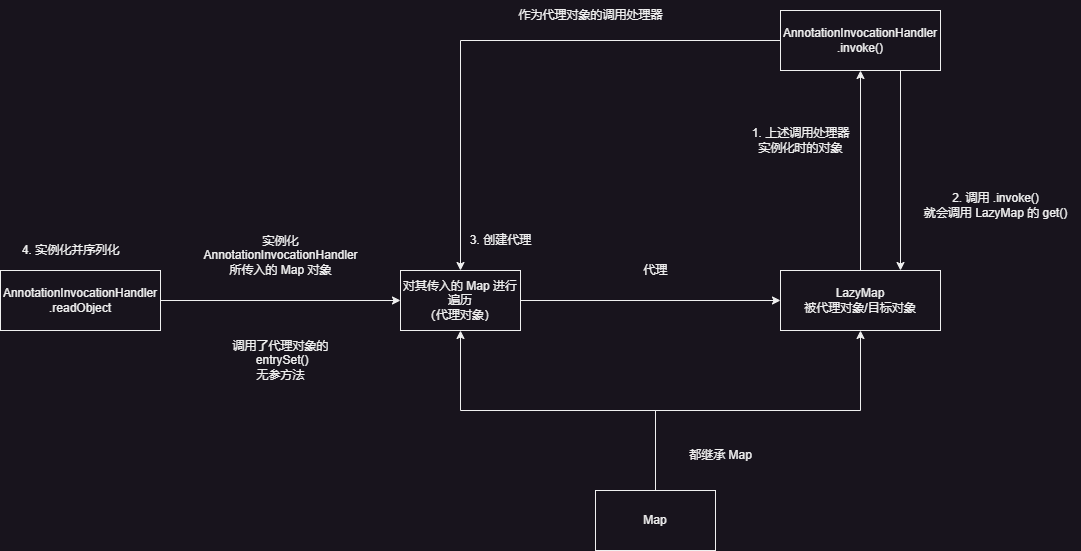 作为代理对象的调用处理器
AnnotationInvocationHandler
.invoke()
1. 上述调用处理器
实例化时的对象
2. 调用 .invoke()
就会调用 LazyMap 的 get()
3. 创建代理
4. 实例化并序列化
实例化
AnnotationInvocationHandler
所传入的 Map 对象
代理
AnnotationInvocationHandler
.readObject
对其传入的 Map 进行
遍历
（代理对象）
LazyMap
被代理对象/目标对象
调用了代理对象的
entrySet()
无参方法
都继承 Map
Map